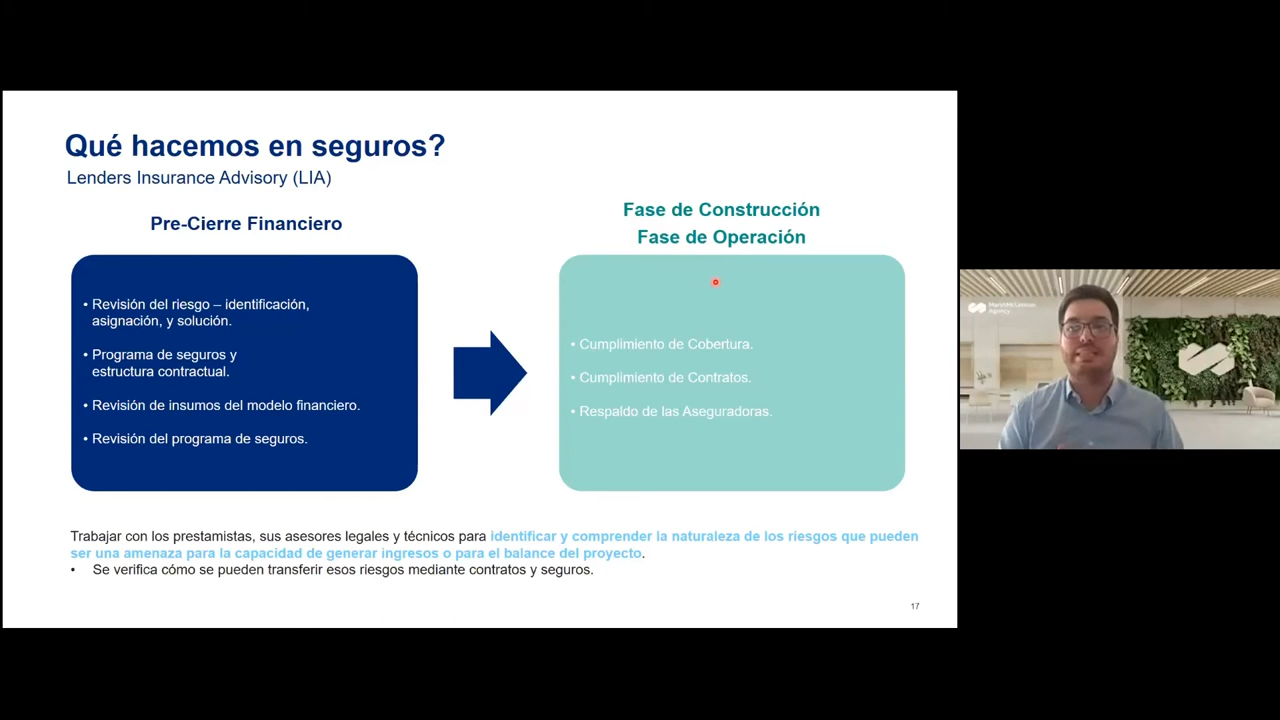 Qué hacemos en seguros?
Lenders Insurance Advisory (LIA)
Pre-Cierre Financiero
• Revisión del riesgo – identificación,
asignación, y solución.
• Programa de seguros y
estructura contractual.
• Revisión de insumos del modelo financiero.
• Revisión del programa de seguros.
Fase de Construcción
Fase de Operación
• Cumplimiento de Cobertura.
• Cumplimiento de Contratos.
• Respaldo de las Aseguradoras.
Trabajar con los prestamistas, sus asesores legales y técnicos para identificar y comprender la naturaleza de los riesgos que pueden
ser una amenaza para la capacidad de generar ingresos o para el balance del proyecto.
• Se verifica cómo se pueden transferir esos riesgos mediante contratos y seguros.
17
MarshMcLennan
Agency